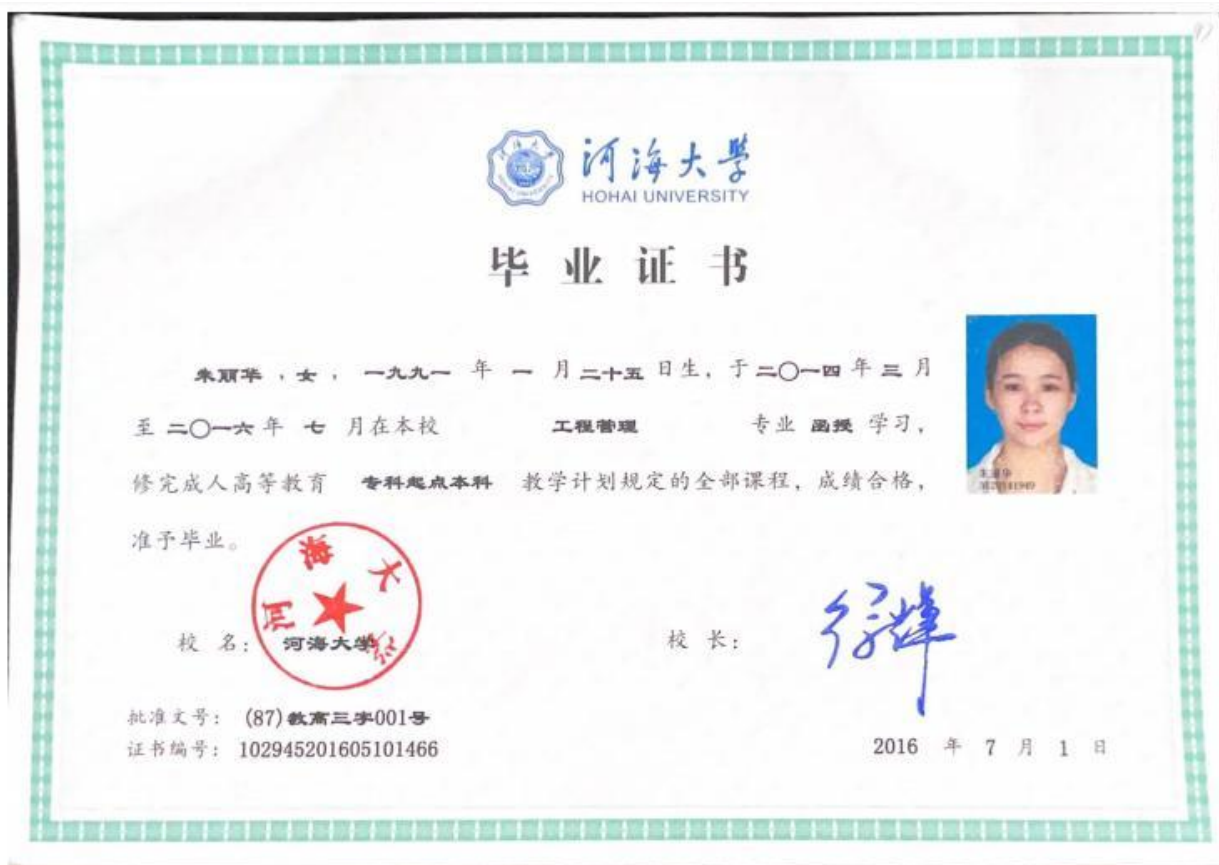 河海大學
HOHAI UNIVERSITY
毕业证书
朱丽华，女，一九九一年一月二十五日生，于二〇一四年三月
至二〇一六年七月在本校 工程管理 专业 函授 学习，
修完成人高等教育 专科起点本科 教学计划规定的全部课程，成绩合格，
准予毕业。
河海大学
校 名： 河海大学
校 长：
批准文号： (87)教高三字001号
证书编号： 102945201605101466
2016 年 7 月 1 日